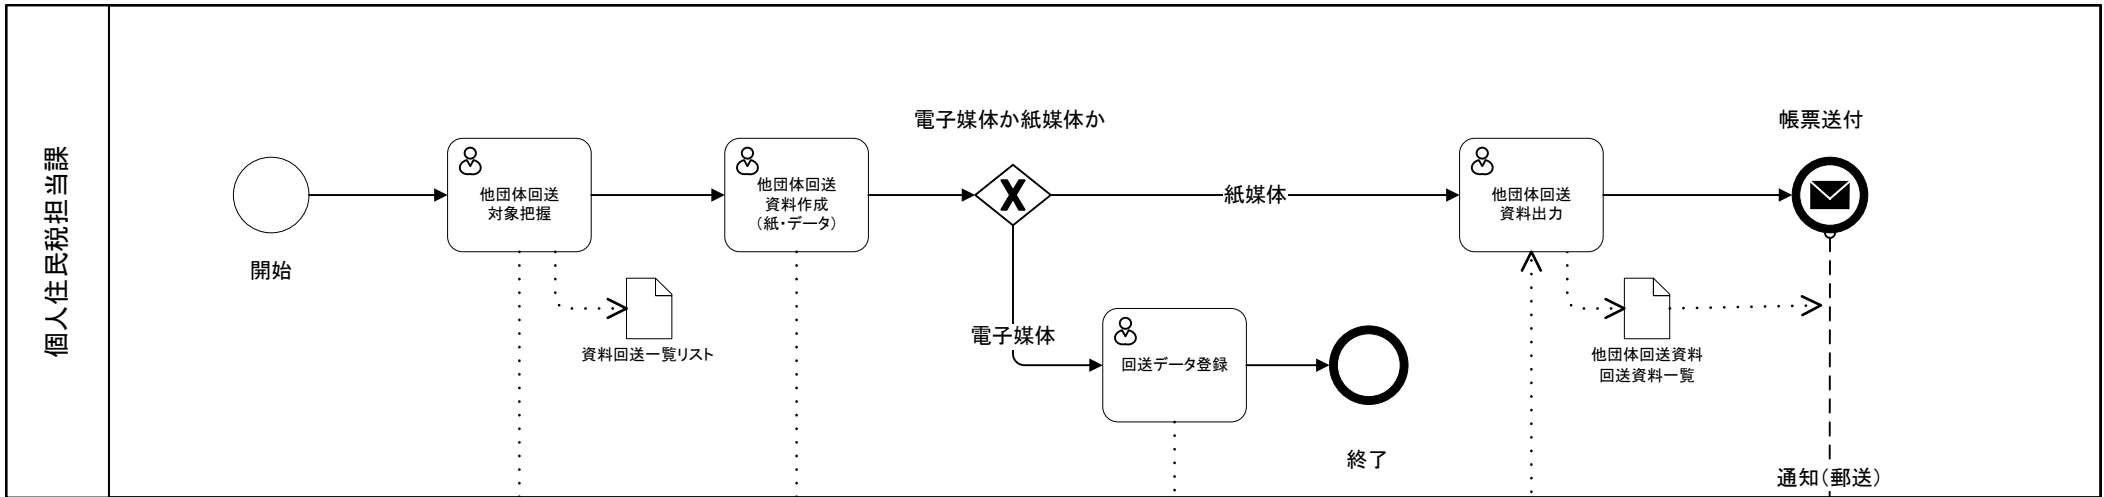 個人住民税担当課
開始
他団体回送
対象把握
資料回送一覧リスト
他団体回送
資料作成
（紙・データ）
電子媒体か紙媒体か
紙媒体
電子媒体
回送データ登録
終了
他団体回送
資料出力
他団体回送資料
回送資料一覧
帳票送付
通知（郵送）